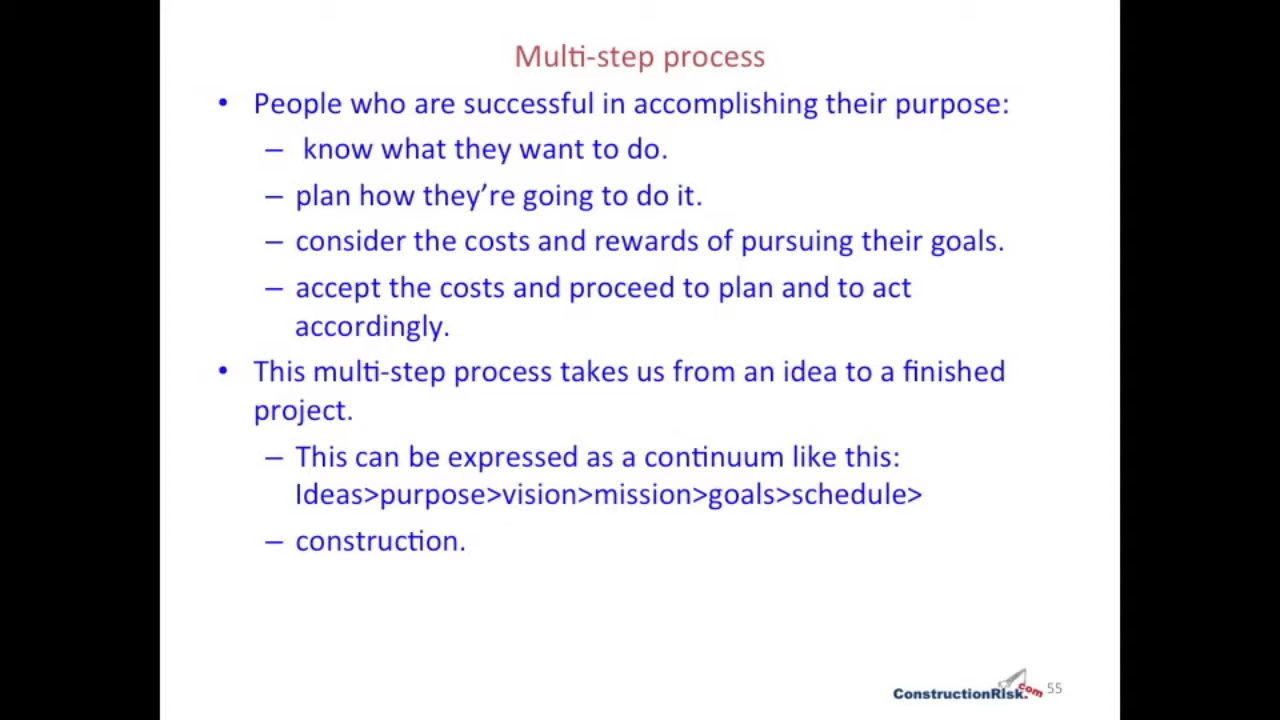 Multi-step process
• People who are successful in accomplishing their purpose:
– know what they want to do.
– plan how they’re going to do it.
– consider the costs and rewards of pursuing their goals.
– accept the costs and proceed to plan and to act
accordingly.
• This multi-step process takes us from an idea to a finished
project.
– This can be expressed as a continuum like this:
Ideas>purpose>vision>mission>goals>schedule>
– construction.
ConstructionRisk.com 55